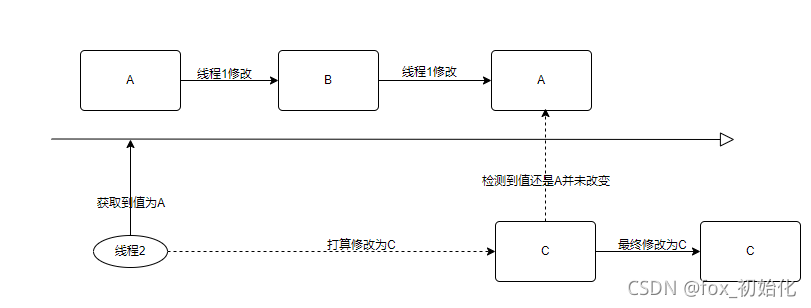 A
线程1修改
B
线程1修改
A
获取到值为A
检测到值还是A并未改变
线程2
打算修改为C
C
最终修改为C
C
CSDN @fox_初始化